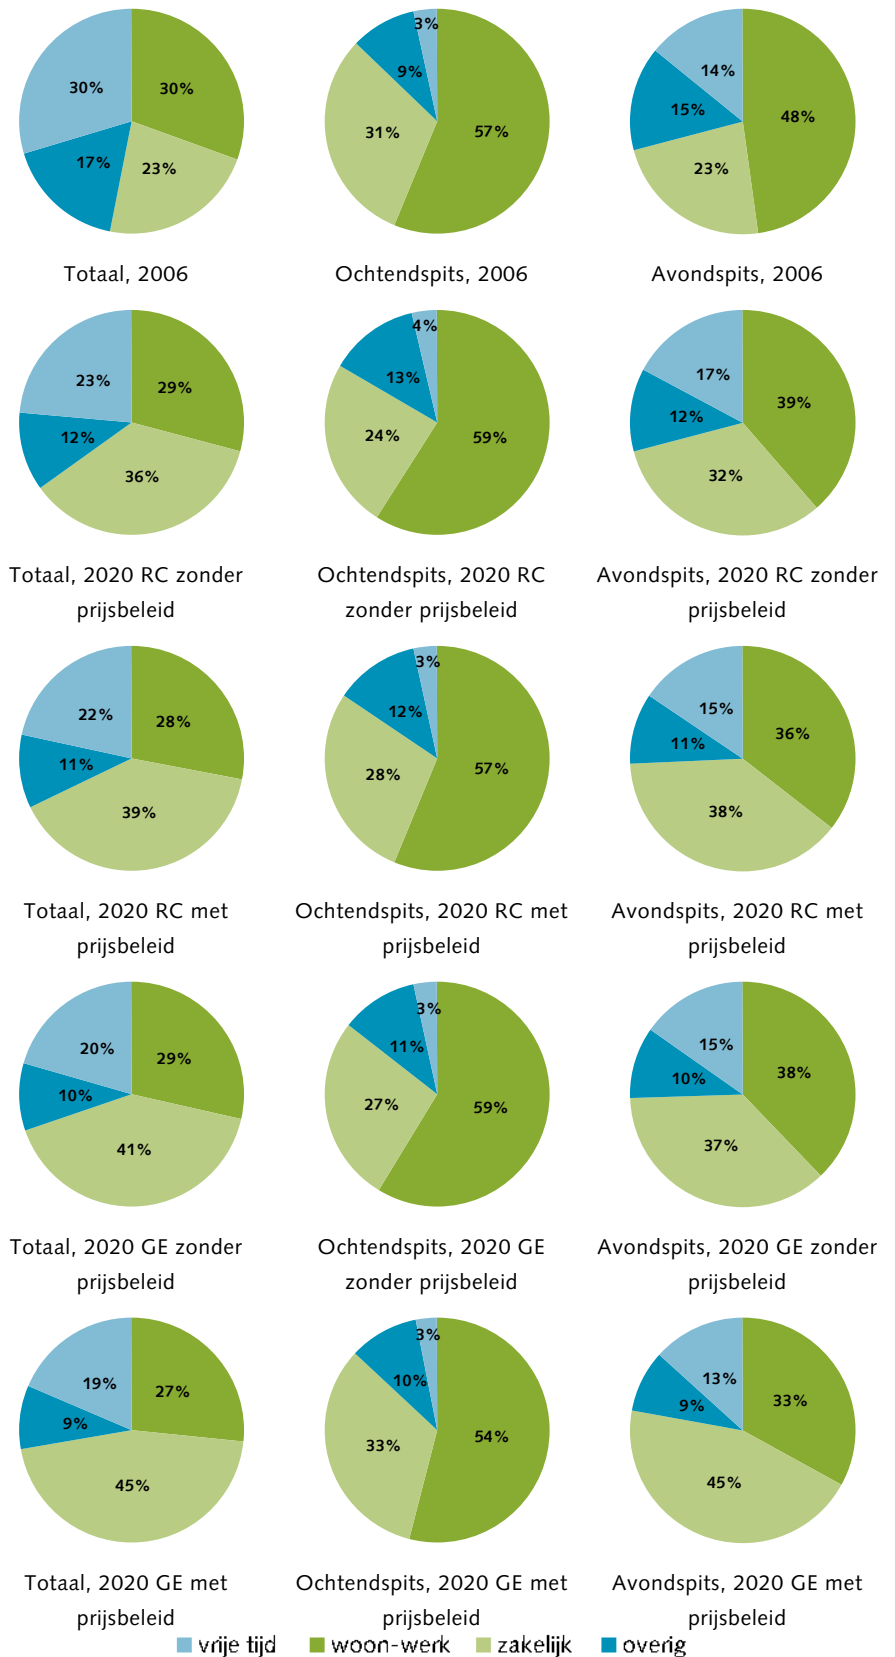 3%
30%
30%
9%
14%
48%
15%
31%
57%
17%
23%
23%
Totaal, 2006
Ochtendspits, 2006
Avondspits, 2006
4%
23%
29%
13%
17%
39%
12%
12%
24%
59%
36%
32%
Totaal, 2020 RC zonder
prijsbeleid
Ochtendspits, 2020 RC
zonder prijsbeleid
Avondspits, 2020 RC zonder
prijsbeleid
3%
22%
28%
12%
15%
36%
11%
11%
28%
57%
39%
38%
Totaal, 2020 RC met
prijsbeleid
Ochtendspits, 2020 RC met
prijsbeleid
Avondspits, 2020 RC met
prijsbeleid
3%
20%
29%
11%
15%
38%
10%
10%
27%
59%
41%
37%
Totaal, 2020 GE zonder
prijsbeleid
Ochtendspits, 2020 GE
zonder prijsbeleid
Avondspits, 2020 GE zonder
prijsbeleid
3%
19%
27%
10%
13%
33%
9%
9%
33%
54%
45%
45%
Totaal, 2020 GE met
prijsbeleid
Ochtendspits, 2020 GE met
prijsbeleid
Avondspits, 2020 GE met
prijsbeleid
vrije tijd woon-werk zakelijk overig